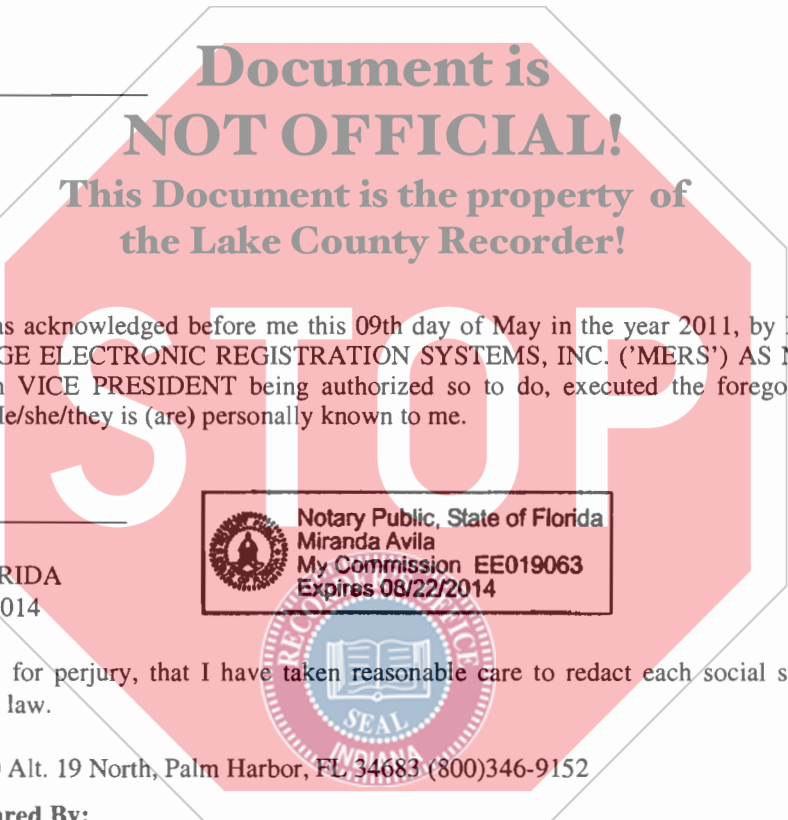 Document is
NOT OFFICIAL!
This Document is the property of
the Lake County Recorder!
STOP
as acknowledged before me this 09th day of May in the year 2011, by
GE ELECTRONIC REGISTRATION SYSTEMS, INC. ('MERS') AS N
VICE PRESIDENT being authorized so to do, executed the forego
He/she/they is (are) personally known to me.
Notary Public, State of Florida
Miranda Avila
My Commission EE019063
Expires 08/22/2014
RIDA
014
for perjury, that I have taken reasonable care to redact each social s
law.
RECORDER'S OFFICE
SEAL
INDIANA
Alt. 19 North, Palm Harbor, FL 34683 (800)346-9152
ared By: